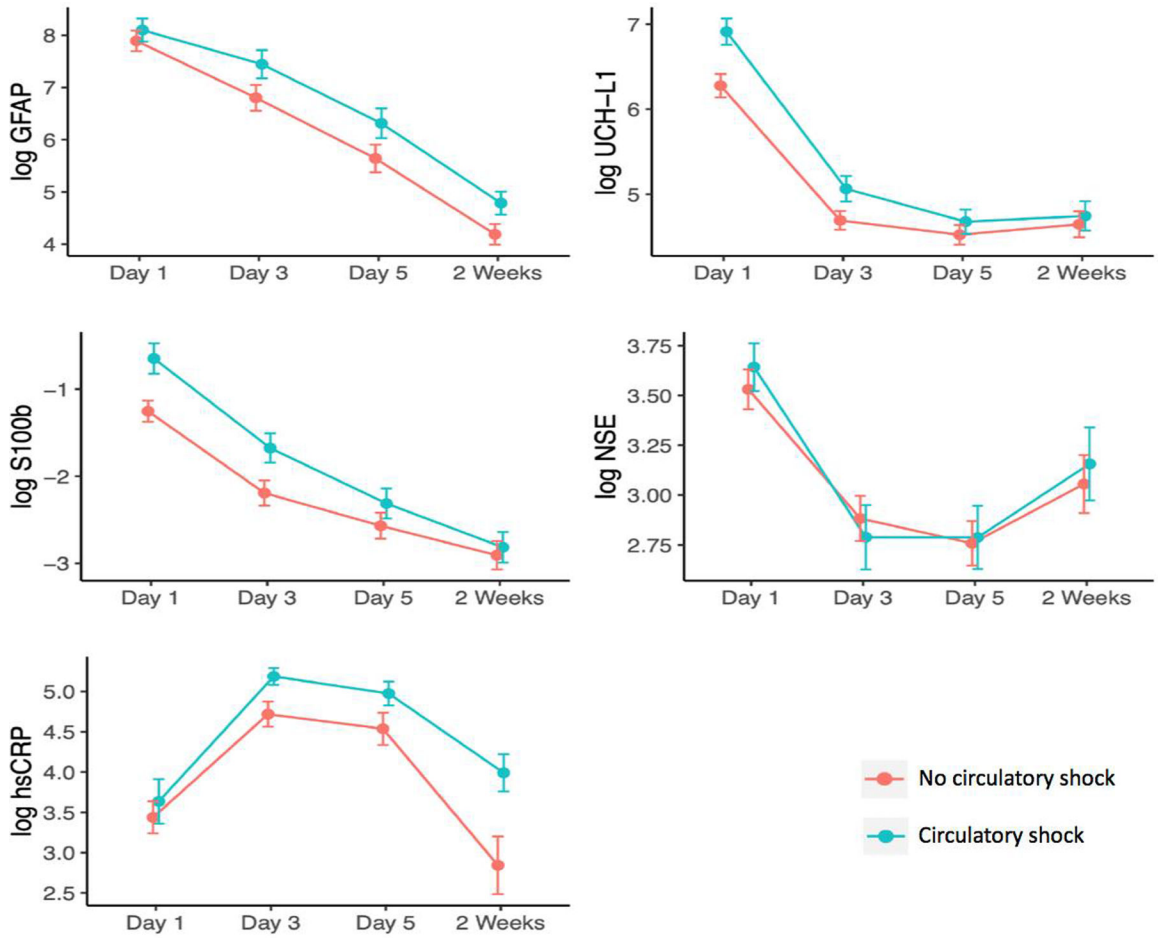 log GFAP
8
7
6
5
4
Day 1 Day 3 Day 5 2 Weeks
log UCH-L1
7
6
5
Day 1 Day 3 Day 5 2 Weeks
log S100b
−1
−2
−3
Day 1 Day 3 Day 5 2 Weeks
log NSE
3.75
3.50
3.25
3.00
2.75
Day 1 Day 3 Day 5 2 Weeks
log hsCRP
5.0
4.5
4.0
3.5
3.0
2.5
Day 1 Day 3 Day 5 2 Weeks
No circulatory shock
Circulatory shock